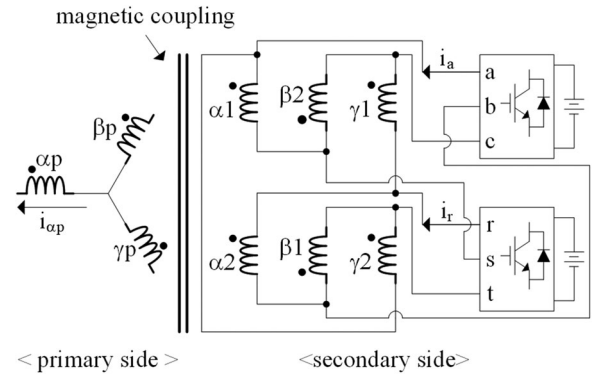 magnetic coupling
βp
αp
iαp
γp
α1
β2
γ1
ia
a
b
c
α2
β1
γ2
ir
r
s
t
< primary side >
<secondary side>